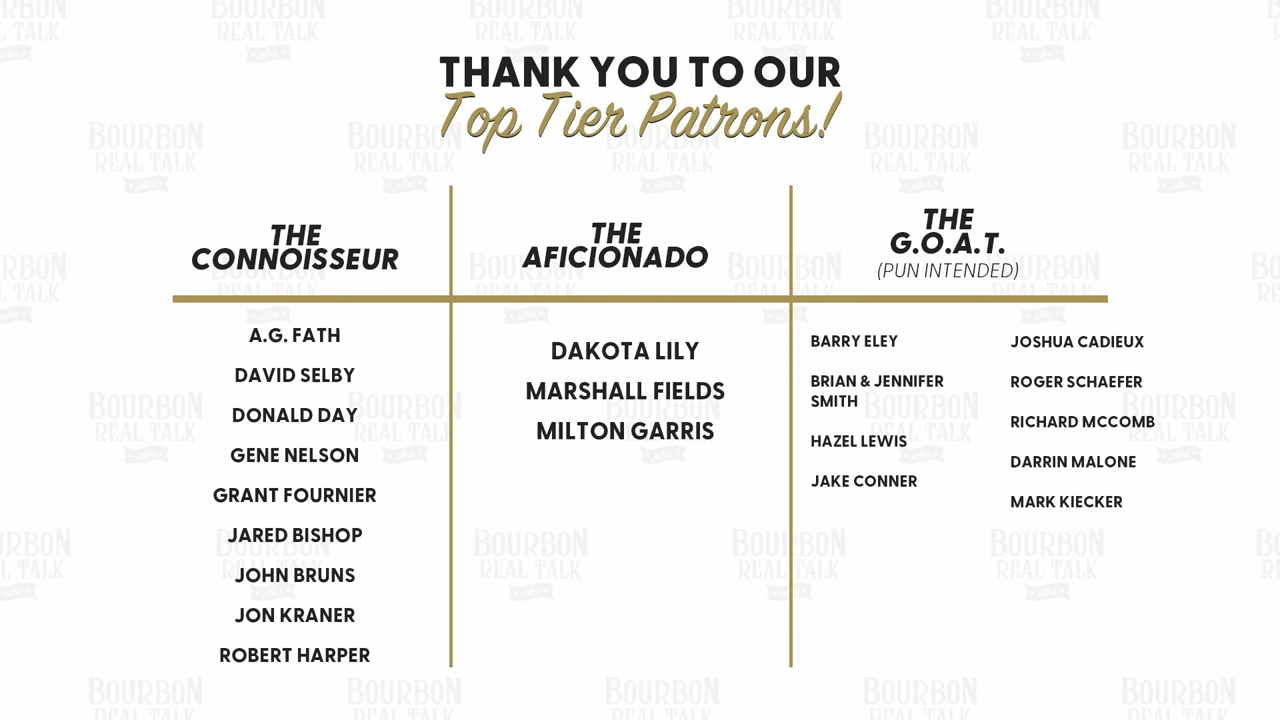 THANK YOU TO OUR
Top Tier Patrons!
THE
CONNOISSEUR
A.G. FATH
DAVID SELBY
DONALD DAY
GENE NELSON
GRANT FOURNIER
JARED BISHOP
JOHN BRUNS
JON KRANER
ROBERT HARPER
THE
AFICIONADO
DAKOTA LILY
MARSHALL FIELDS
MILTON GARRIS
THE
G.O.A.T.
(PUN INTENDED)
BARRY ELEY
BRIAN & JENNIFER
SMITH
HAZEL LEWIS
JAKE CONNER
JOSHUA CADIEUX
ROGER SCHAEFER
RICHARD MCCOMB
DARRIN MALONE
MARK KIECKER
BOURBON
REAL TALK